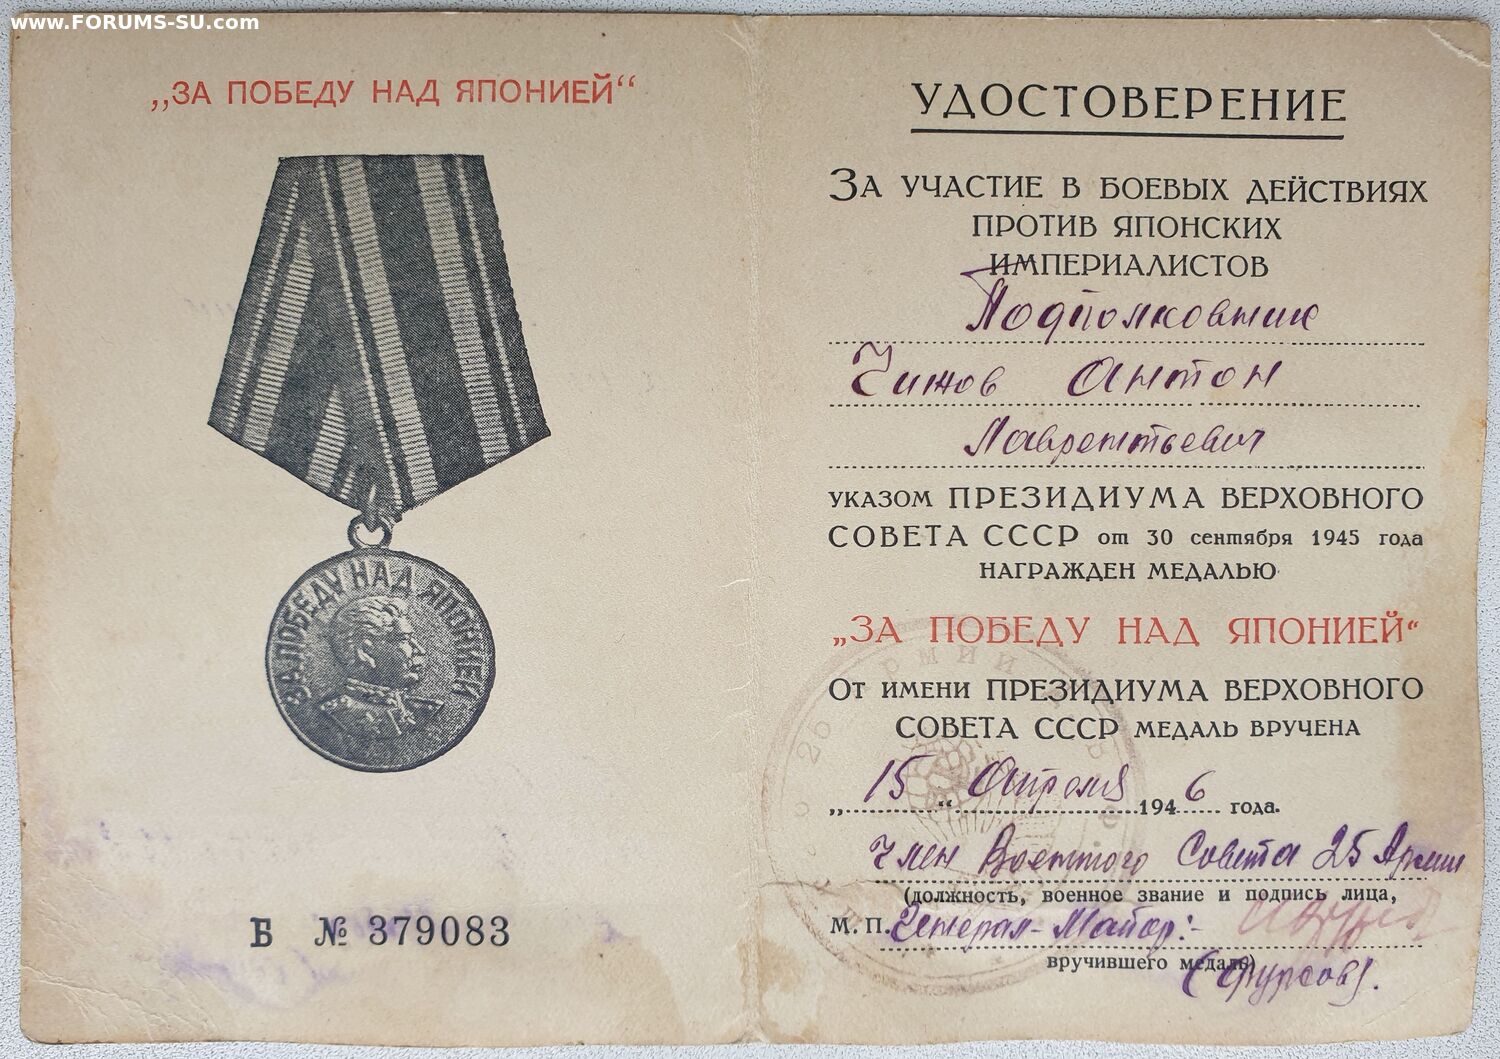 www.FORUMS-SU.com
„ЗА ПОБЕДУ НАД ЯПОНИЕЙ“
ЗА ПОБЕДУ НАД ЯПОНИЕЙ
Б № 379083
УДОСТОВЕРЕНИЕ
ЗА УЧАСТИЕ В БОЕВЫХ ДЕЙСТВИЯХ
ПРОТИВ ЯПОНСКИХ
ИМПЕРИАЛИСТОВ
Подполковник
Чижов Антон
Лаврентьевич
УКАЗОМ ПРЕЗИДИУМА ВЕРХОВНОГО
СОВЕТА СССР от 30 сентября 1945 года
НАГРАЖДЕН МЕДАЛЬЮ
„ЗА ПОБЕДУ НАД ЯПОНИЕЙ“
ОТ ИМЕНИ ПРЕЗИДИУМА ВЕРХОВНОГО
СОВЕТА СССР МЕДАЛЬ ВРУЧЕНА
„15“ Апреля 1946 года.
Член Военного Совета 25 Армии
(должность, военное звание и подпись лица,
М. П. Генерал-Майор:-
вручившего медаль)
(Фурсов).